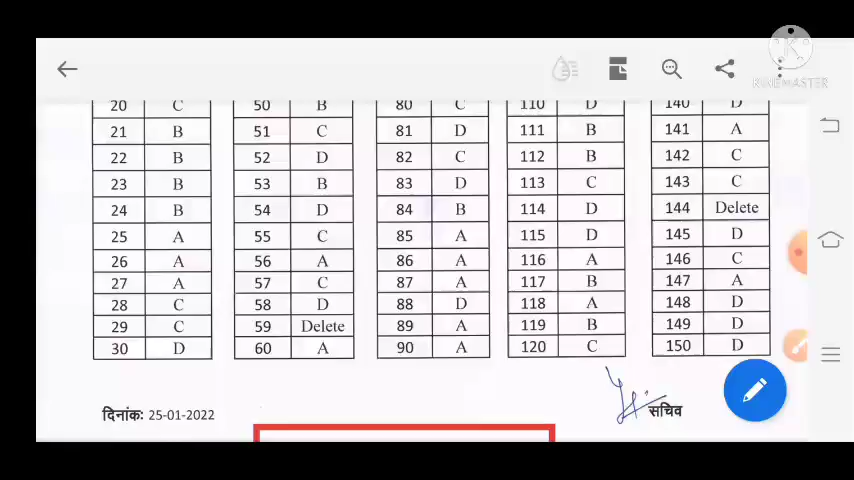 KINEMASTER
20 C 50 B 80 C 110 D 140 D
21 B 51 C 81 D 111 B 141 A
22 B 52 D 82 C 112 B 142 C
23 B 53 B 83 D 113 C 143 C
24 B 54 D 84 B 114 D 144 Delete
25 A 55 C 85 A 115 D 145 D
26 A 56 A 86 A 116 A 146 C
27 A 57 C 87 A 117 B 147 A
28 C 58 D 88 D 118 A 148 D
29 C 59 Delete 89 A 119 B 149 D
30 D 60 A 90 A 120 C 150 D
दिनांक: 25-01-2022 सचिव